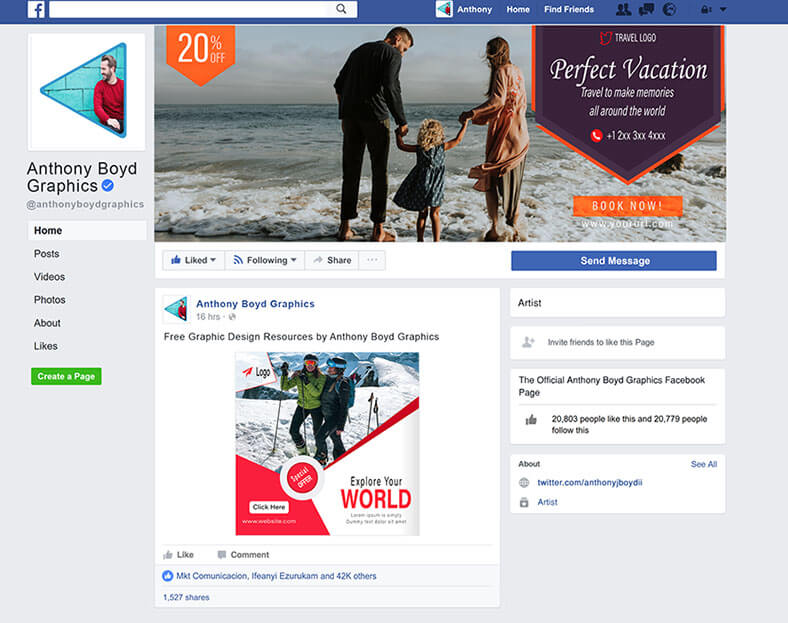 Anthony
Home
Find Friends
Anthony Boyd
Graphics
@anthonyboydgraphics
Home
Posts
Videos
Photos
About
Likes
Create a Page
20%
OFF
TRAVEL LOGO
Perfect Vacation
Travel to make memories
all around the world
+1 2xx 3xx 4xxx
BOOK NOW!
www.yoururl.com
Liked
Following
Share
...
Send Message
Anthony Boyd Graphics
16 hrs ·
Free Graphic Design Resources by Anthony Boyd Graphics
Logo
Special
OFFER
Click Here
www.website.com
Explore Your
WORLD
Lorem ipsum is simply
Dummy text dolor sit amet
Like
Comment
Mkt Comunicacion, Ifeanyi Ezurukam and 42K others
1,527 shares
Artist
Invite friends to like this Page
The Official Anthony Boyd Graphics Facebook
Page
20,803 people like this and 20,779 people
follow this
About
See All
twitter.com/anthonyjboydii
Artist